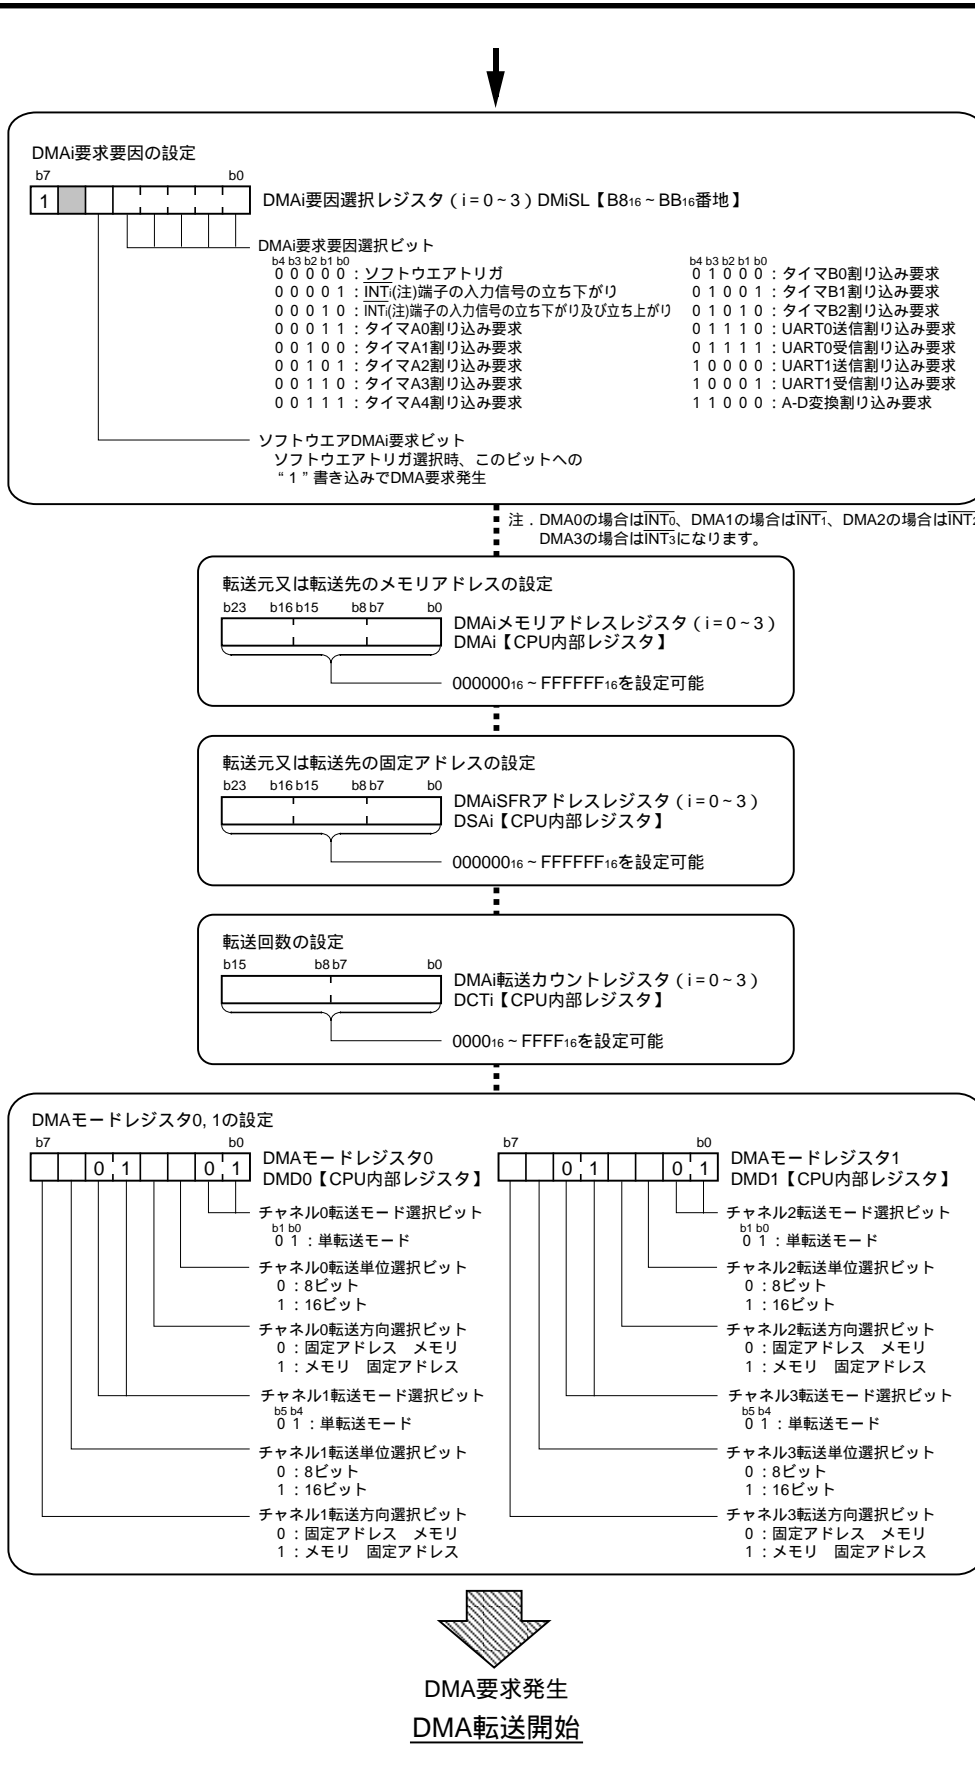 DMAi要求要因の設定
b7 b0
1
DMAi要因選択レジスタ(i=0~3)DMiSL【B8₁₆~BB₁₆番地】
DMAi要求要因選択ビット
b4 b3 b2 b1 b0
0 0 0 0 0:ソフトウエアトリガ
0 0 0 0 1:INTi(注)端子の入力信号の立ち下がり
0 0 0 1 0:INTi(注)端子の入力信号の立ち下がり及び立ち上がり
0 0 0 1 1:タイマA0割り込み要求
0 0 1 0 0:タイマA1割り込み要求
0 0 1 0 1:タイマA2割り込み要求
0 0 1 1 0:タイマA3割り込み要求
0 0 1 1 1:タイマA4割り込み要求
b4 b3 b2 b1 b0
0 1 0 0 0:タイマB0割り込み要求
0 1 0 0 1:タイマB1割り込み要求
0 1 0 1 0:タイマB2割り込み要求
0 1 1 1 0:UART0送信割り込み要求
0 1 1 1 1:UART0受信割り込み要求
1 0 0 0 0:UART1送信割り込み要求
1 0 0 0 1:UART1受信割り込み要求
1 1 0 0 0:A-D変換割り込み要求
ソフトウエアDMAi要求ビット
ソフトウエアトリガ選択時、このビットへの
“1”書き込みでDMA要求発生
注.DMA0の場合はINT₀、DMA1の場合はINT₁、DMA2の場合はINT₂
DMA3の場合はINT₃になります。
転送元又は転送先のメモリアドレスの設定
b23 b16 b15 b8 b7 b0
DMAiメモリアドレスレジスタ(i=0~3)
DMAi【CPU内部レジスタ】
000000₁₆~FFFFFF₁₆を設定可能
転送元又は転送先の固定アドレスの設定
b23 b16 b15 b8 b7 b0
DMAiSFRアドレスレジスタ(i=0~3)
DSAi【CPU内部レジスタ】
000000₁₆~FFFFFF₁₆を設定可能
転送回数の設定
b15 b8 b7 b0
DMAi転送カウントレジスタ(i=0~3)
DCTi【CPU内部レジスタ】
0000₁₆~FFFF₁₆を設定可能
DMAモードレジスタ0, 1の設定
b7 b0
0 1 0 1
DMAモードレジスタ0
DMD0【CPU内部レジスタ】
チャネル0転送モード選択ビット
b1 b0
0 1:単転送モード
チャネル0転送単位選択ビット
0:8ビット
1:16ビット
チャネル0転送方向選択ビット
0:固定アドレス メモリ
1:メモリ 固定アドレス
チャネル1転送モード選択ビット
b5 b4
0 1:単転送モード
チャネル1転送単位選択ビット
0:8ビット
1:16ビット
チャネル1転送方向選択ビット
0:固定アドレス メモリ
1:メモリ 固定アドレス
b7 b0
0 1 0 1
DMAモードレジスタ1
DMD1【CPU内部レジスタ】
チャネル2転送モード選択ビット
b1 b0
0 1:単転送モード
チャネル2転送単位選択ビット
0:8ビット
1:16ビット
チャネル2転送方向選択ビット
0:固定アドレス メモリ
1:メモリ 固定アドレス
チャネル3転送モード選択ビット
b5 b4
0 1:単転送モード
チャネル3転送単位選択ビット
0:8ビット
1:16ビット
チャネル3転送方向選択ビット
0:固定アドレス メモリ
1:メモリ 固定アドレス
DMA要求発生
DMA転送開始